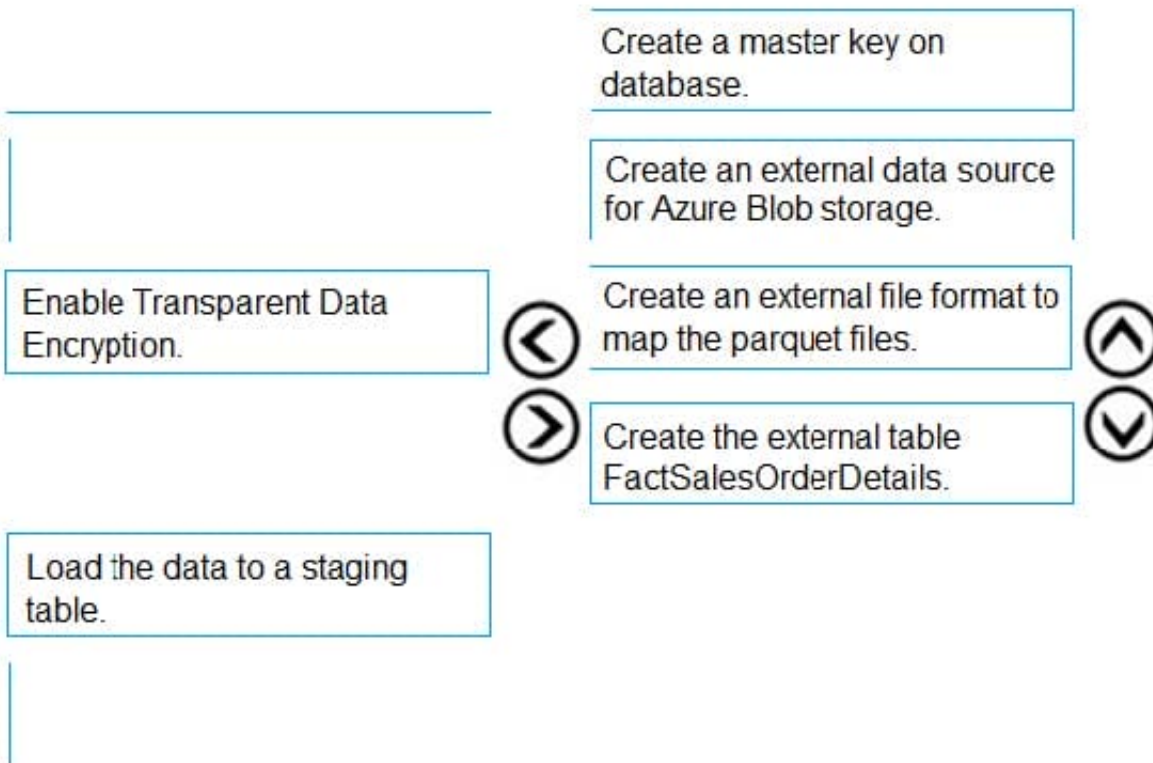 Create a master key on
database.
Create an external data source
for Azure Blob storage.
Enable Transparent Data
Encryption.
Create an external file format to
map the parquet files.
Create the external table
FactSalesOrderDetails.
Load the data to a staging
table.